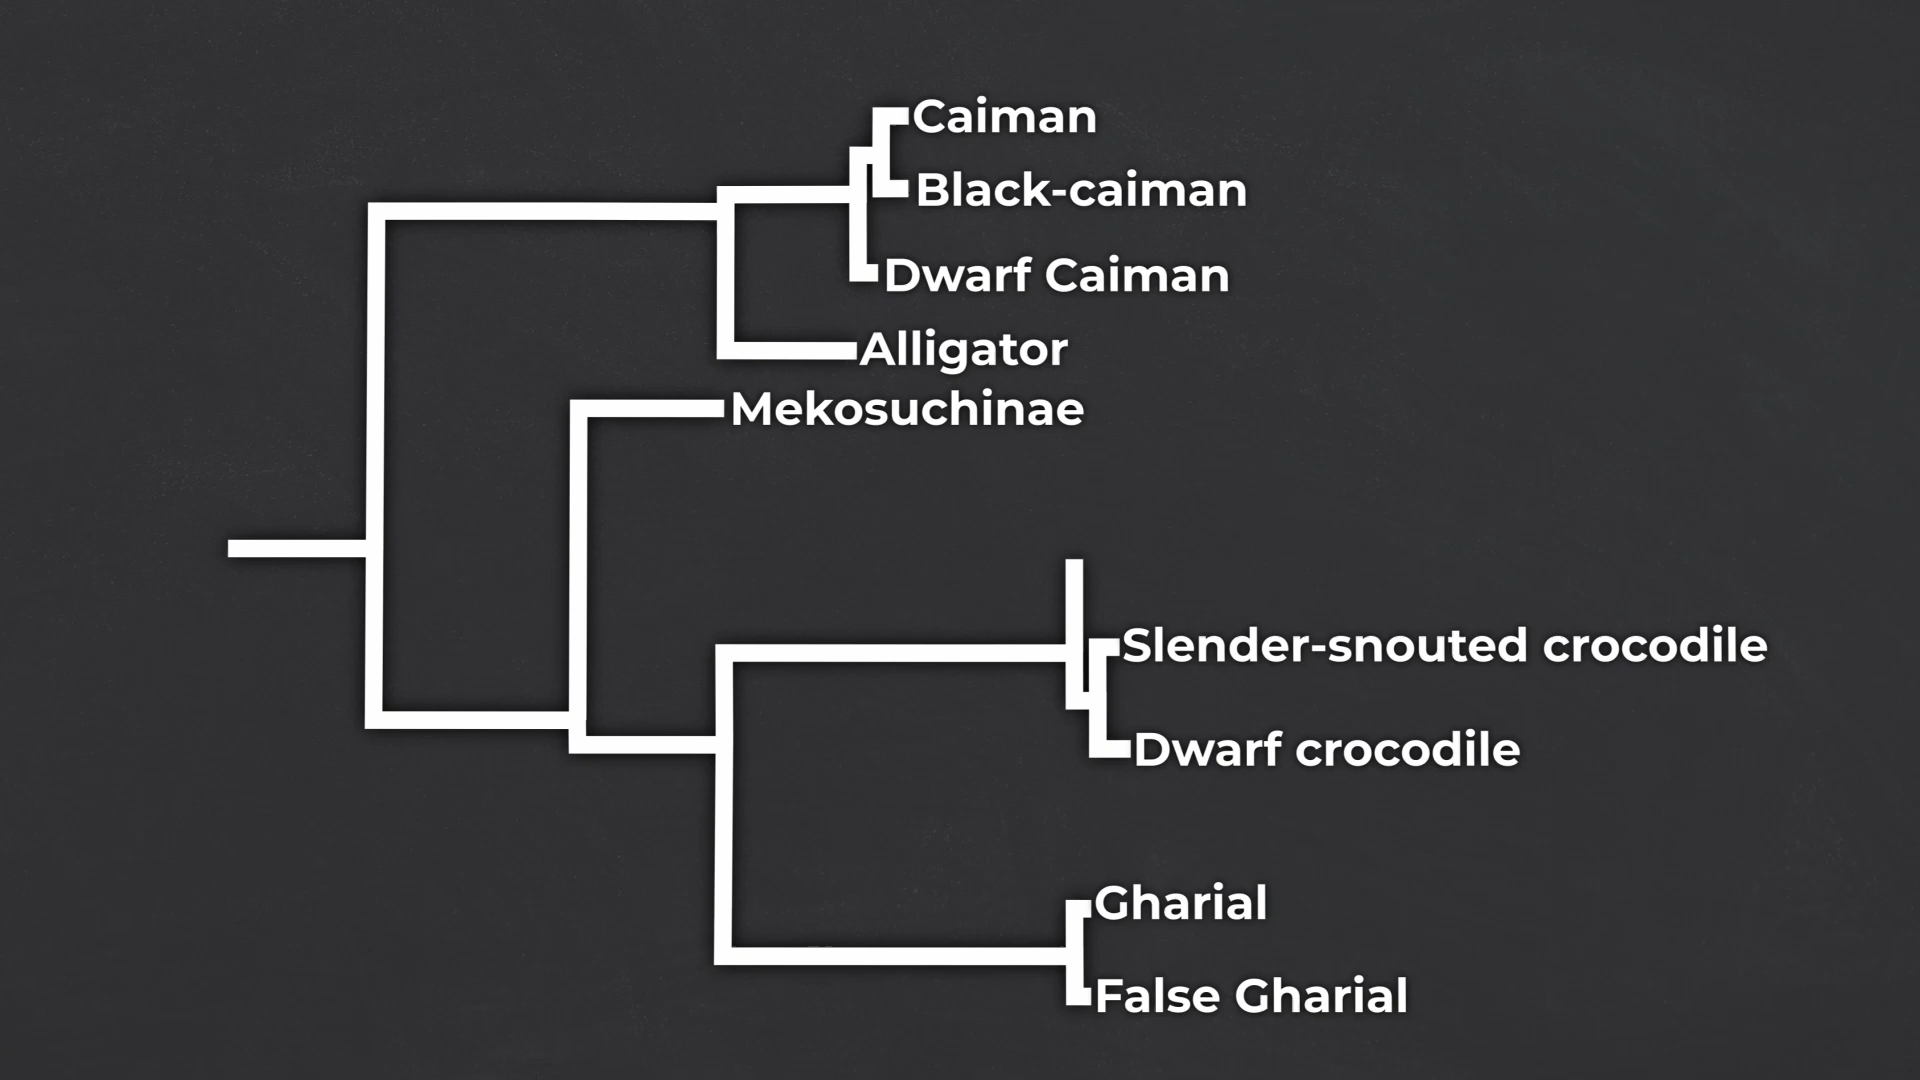 Caiman
Black-caiman
Dwarf Caiman
Alligator
Mekosuchinae
Slender-snouted crocodile
Dwarf crocodile
Gharial
False Gharial